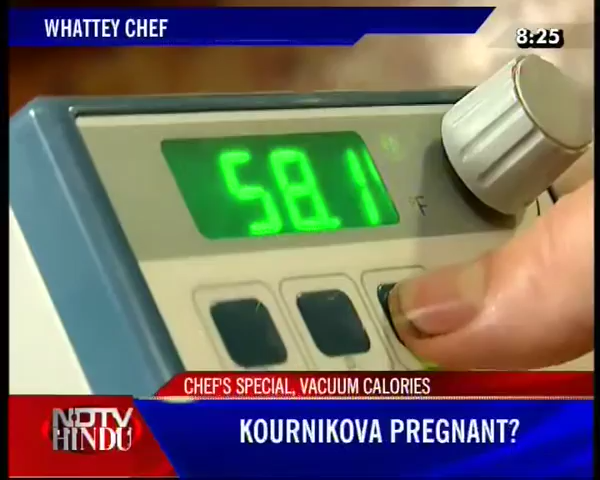 WHATTEY CHEF
8:25
58.1
°F
CHEF'S SPECIAL, VACUUM CALORIES
NDTV
HINDU
KOURNIKOVA PREGNANT?